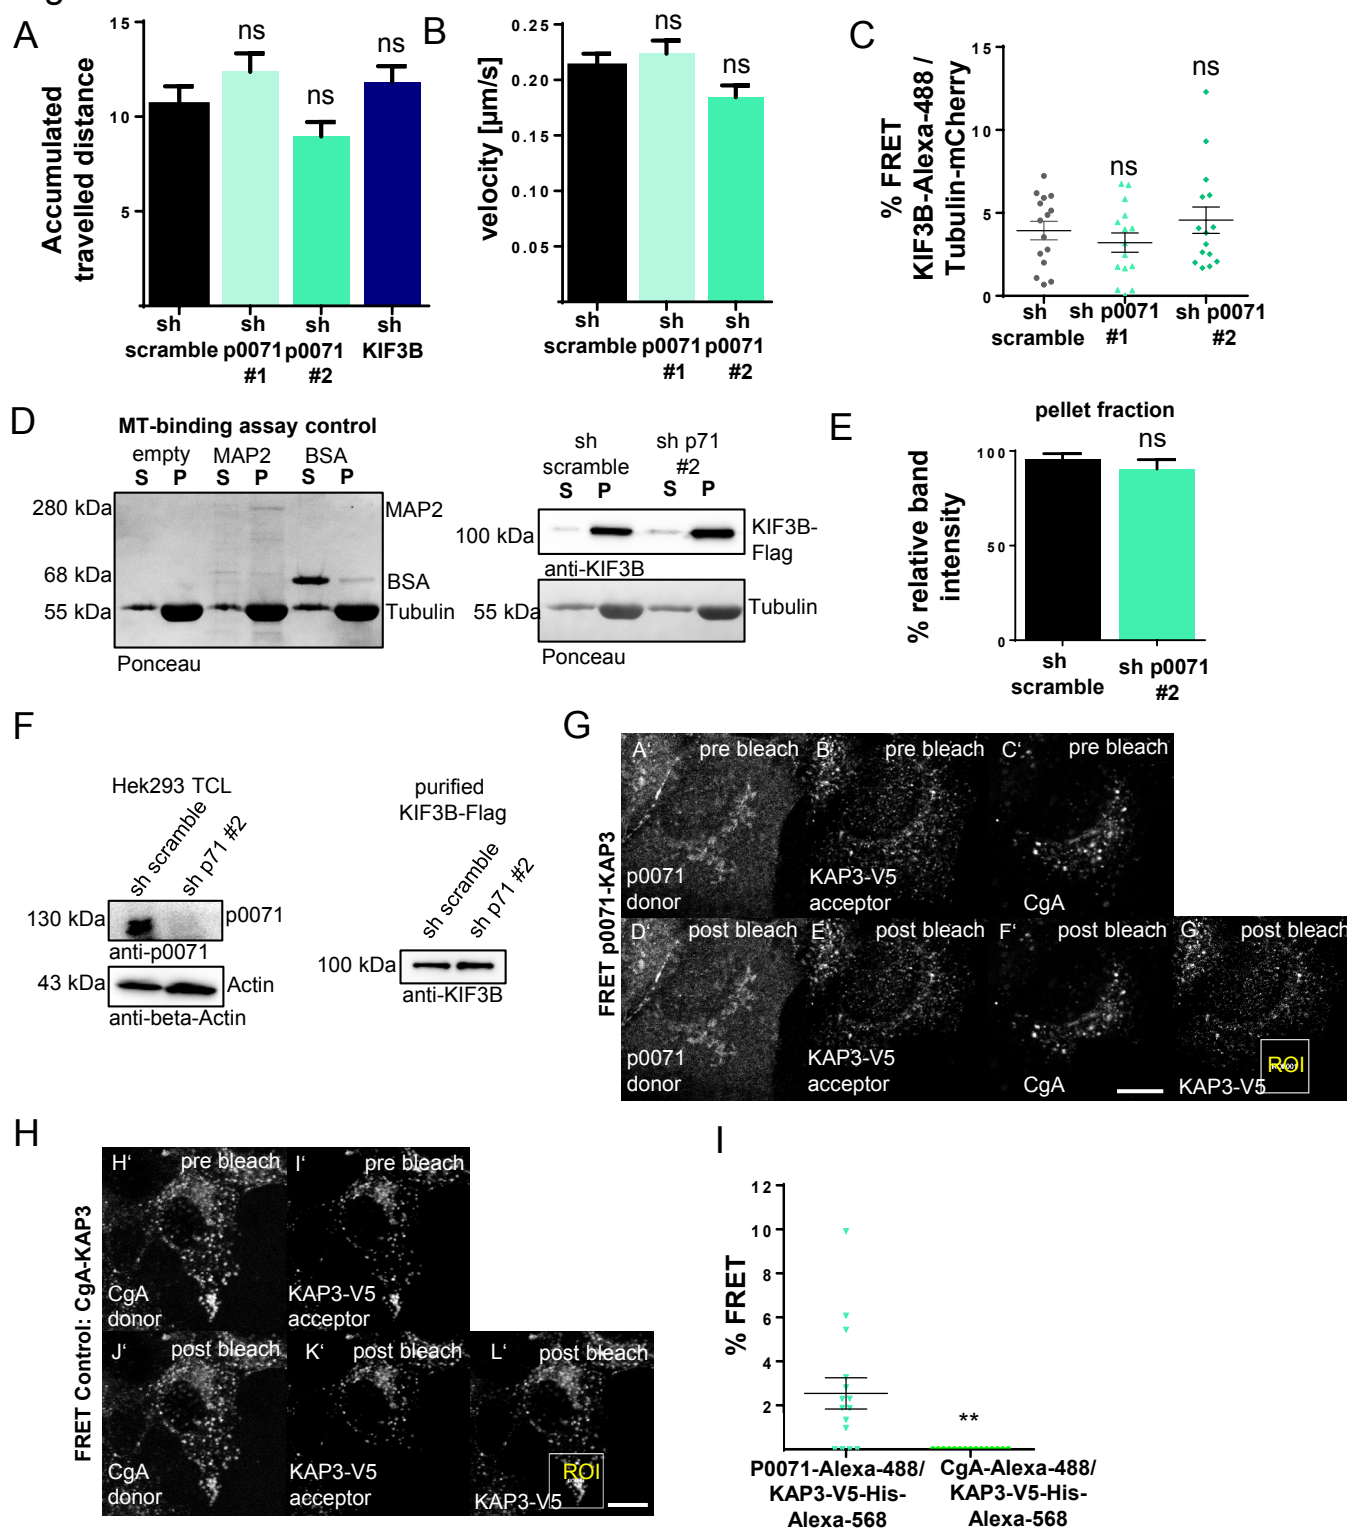 A
15
10
5
Accumulated
travelled distance
ns
ns
ns
sh
scramble
sh
p0071
#1
sh
p0071
#2
sh
KIF3B
B
0.25
0.20
0.15
0.10
0.05
velocity [µm/s]
ns
ns
sh
scramble
sh
p0071
#1
sh
p0071
#2
C
15
10
5
0
% FRET
KIF3B-Alexa-488 /
Tubulin-mCherry
ns
ns
sh
scramble
sh p0071
#1
sh p0071
#2
D
MT-binding assay control
empty MAP2 BSA
S P S P S P
280 kDa
68 kDa
55 kDa
MAP2
BSA
Tubulin
Ponceau
sh
scramble
sh p71
#2
S P S P
100 kDa
KIF3B-
Flag
anti-KIF3B
55 kDa
Tubulin
Ponceau
E
pellet fraction
100
50
0
% relative band
intensity
ns
sh
scramble
sh p0071
#2
F
Hek293 TCL
sh scramble
sh p71 #2
130 kDa
p0071
anti-p0071
43 kDa
Actin
anti-beta-Actin
purified
KIF3B-Flag
sh scramble
sh p71 #2
100 kDa
anti-KIF3B
G
FRET p0071-KAP3
A‘ pre bleach
p0071
donor
B‘ pre bleach
KAP3-V5
acceptor
C‘ pre bleach
CgA
D‘ post bleach
p0071
donor
E‘ post bleach
KAP3-V5
acceptor
F‘ post bleach
CgA
G‘ post bleach
KAP3-V5
ROI
H
FRET Control: CgA-KAP3
H‘ pre bleach
CgA
donor
I‘ pre bleach
KAP3-V5
acceptor
J‘ post bleach
CgA
donor
K‘ post bleach
KAP3-V5
acceptor
L‘ post bleach
KAP3-V5
ROI
I
12
10
8
6
4
2
% FRET
**
P0071-Alexa-488/
KAP3-V5-His-
Alexa-568
CgA-Alexa-488/
KAP3-V5-His-
Alexa-568